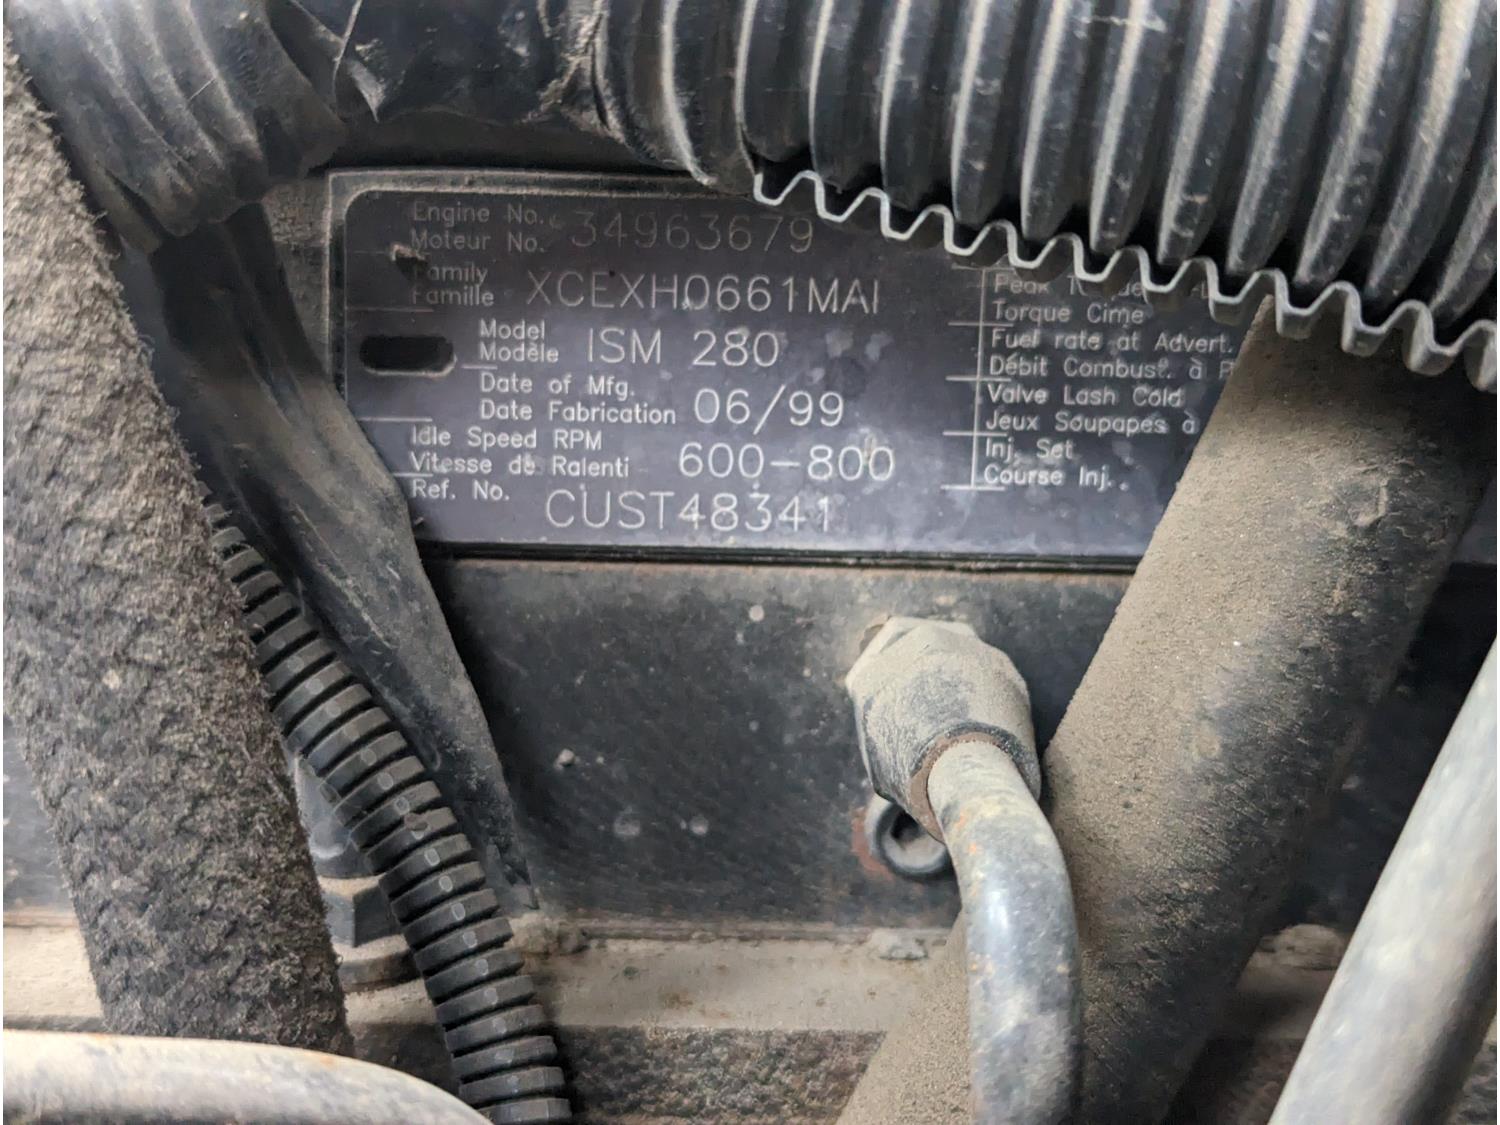 Engine No.
Moteur No. 34963679
Family
Famille XCEXH0661MAI
Model
Modèle ISM 280
Date of Mfg.
Date Fabrication 06/99
Idle Speed RPM
Vitesse de Ralenti 600-800
Ref. No. CUST48341
Peak
Torque Cime
Fuel rate at Advert.
Débit Combust. à P
Valve Lash Cold
Jeux Soupapes à
Inj. Set
Course Inj.